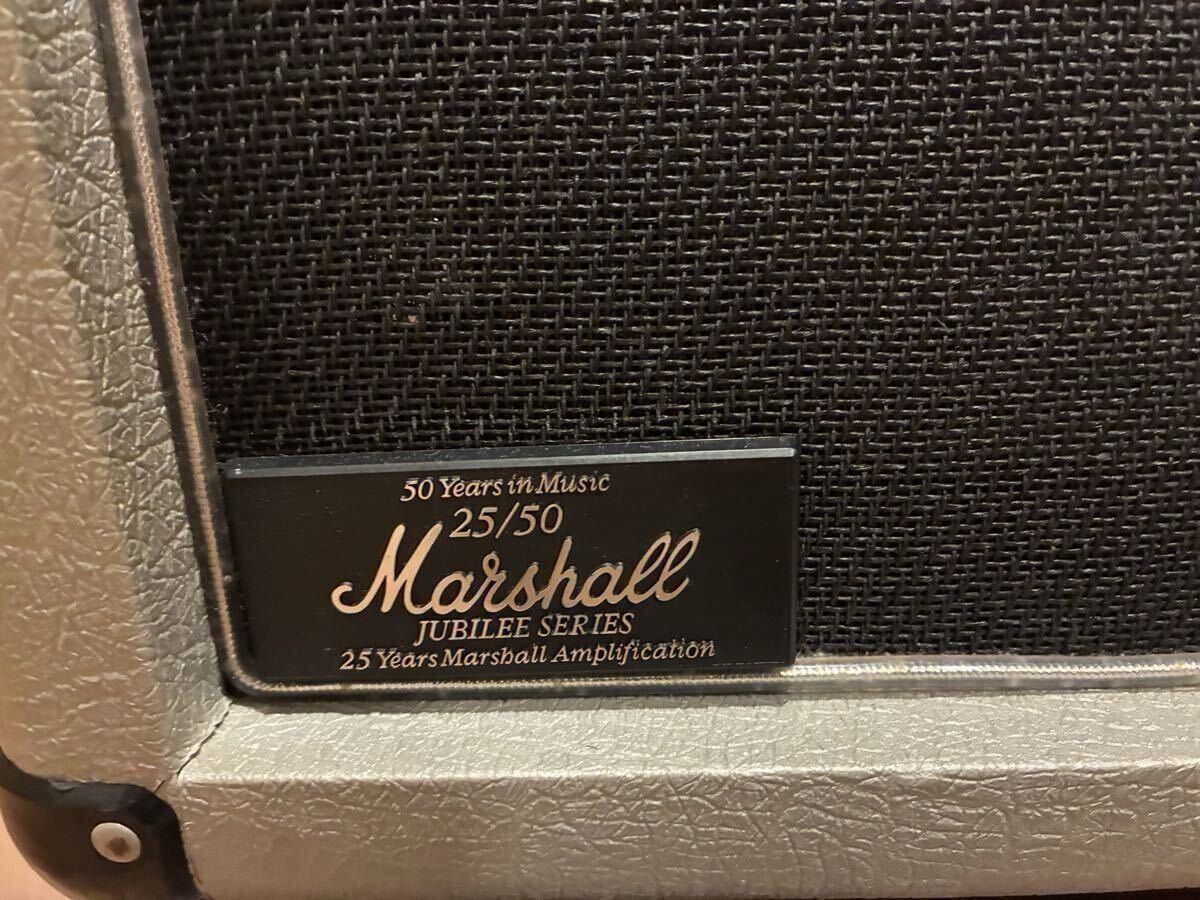 50 Years in Music
25/50
Marshall
JUBILEE SERIES
25 Years Marshall Amplification